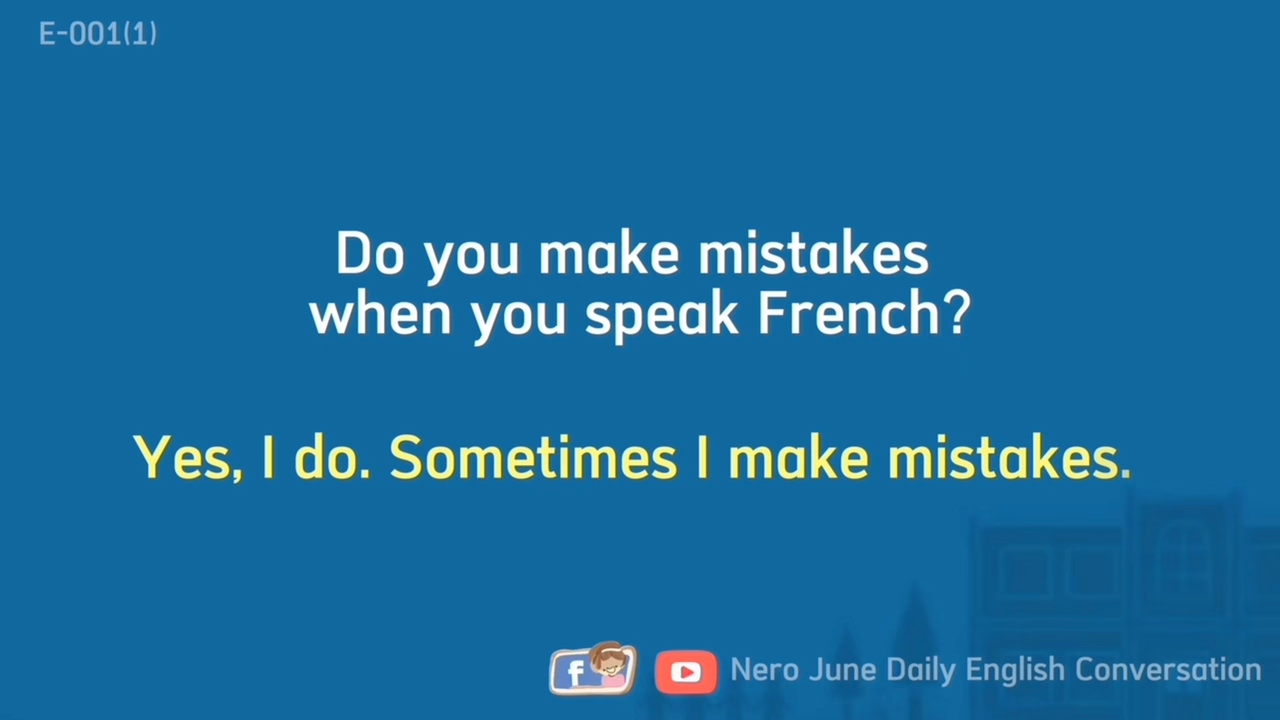 E-001(1)
Do you make mistakes
when you speak French?
Yes, I do. Sometimes I make mistakes.
f Nero June Daily English Conversation